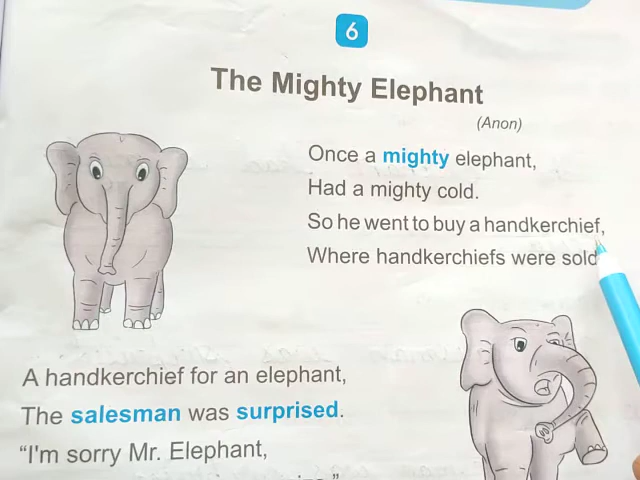 6
The Mighty Elephant
(Anon)
Once a mighty elephant,
Had a mighty cold.
So he went to buy a handkerchief,
Where handkerchiefs were sold
A handkerchief for an elephant,
The salesman was surprised.
“I'm sorry Mr. Elephant,